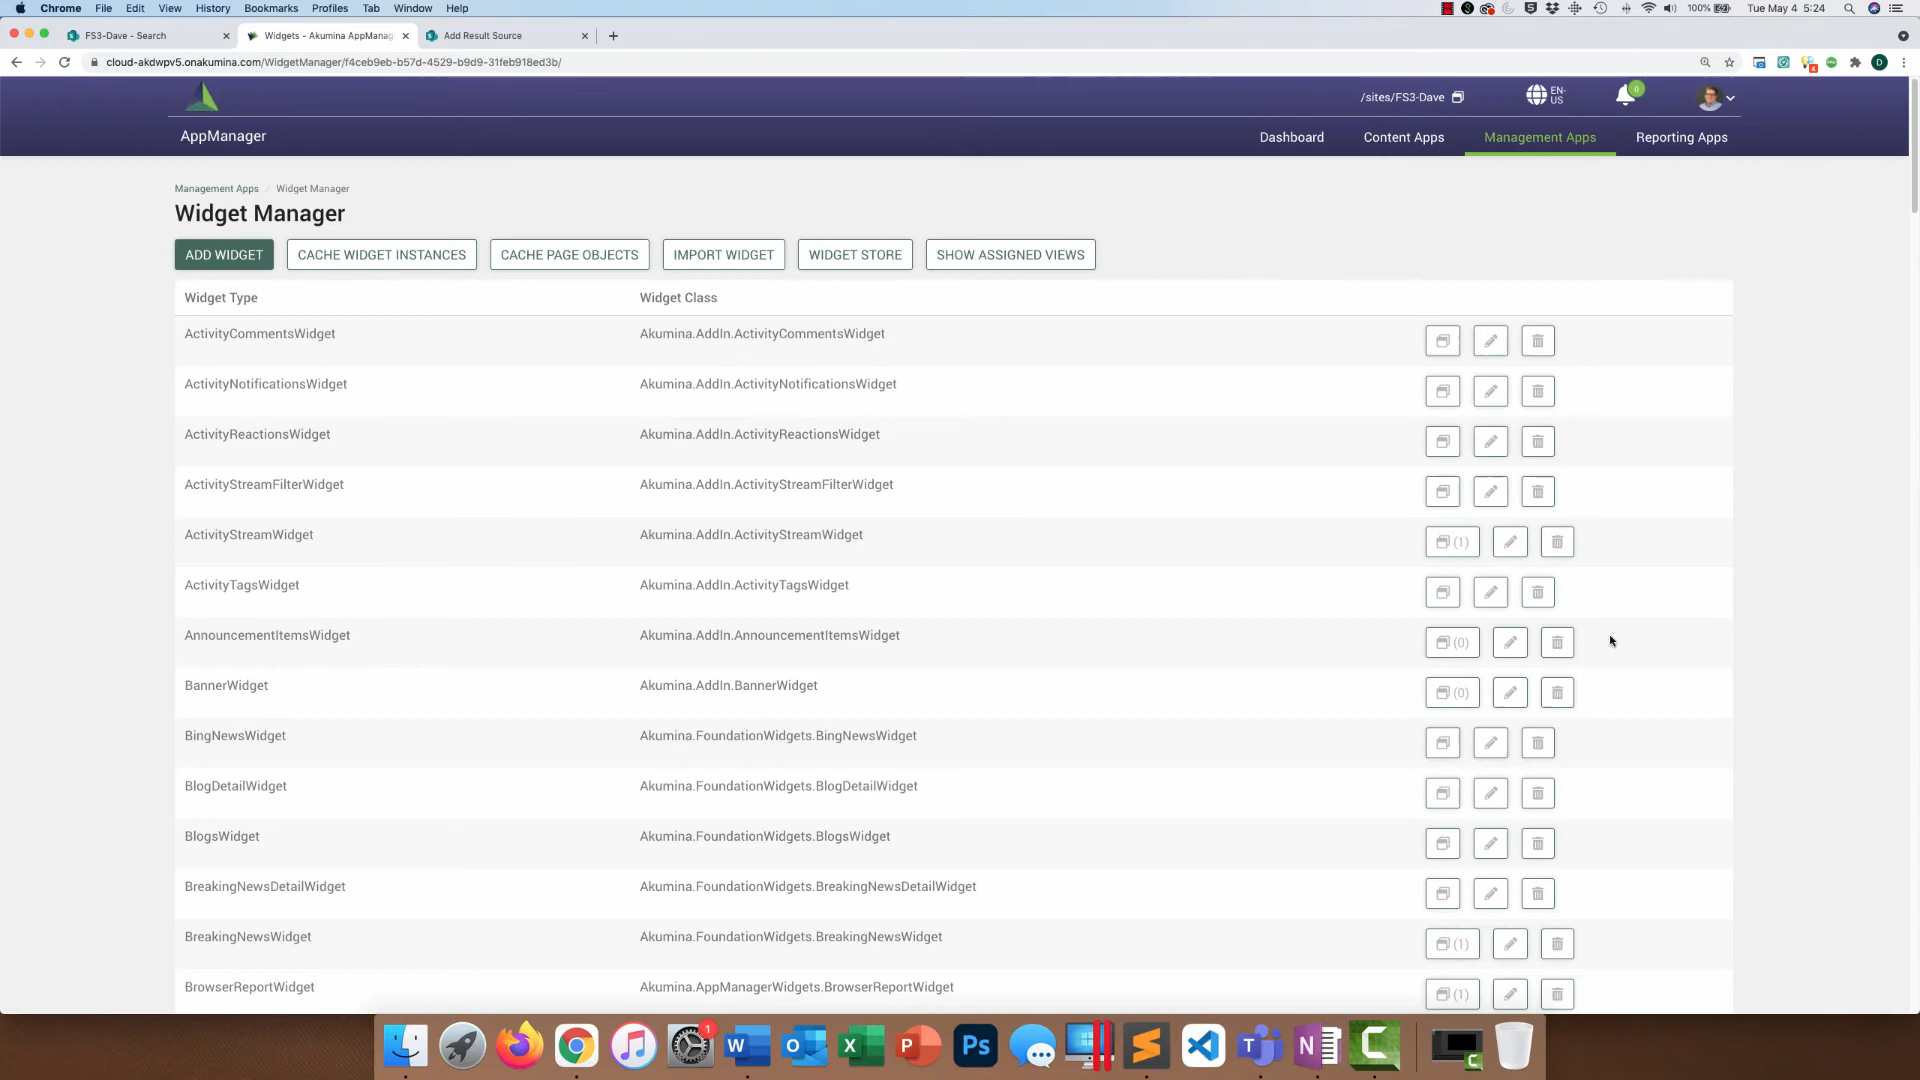 Chrome File Edit View History Bookmarks Profiles Tab Window Help 100% Tue May 4 5:24
FS3-Dave - Search Widgets - Akumina AppManag Add Result Source
cloud-akdwpv5.onakumina.com/WidgetManager/f4ceb9eb-b57d-4529-b9d9-31feb918ed3b/ 4 D
/sites/FS3-Dave EN-US 0
AppManager Dashboard Content Apps Management Apps Reporting Apps
Management Apps / Widget Manager
Widget Manager
ADD WIDGET CACHE WIDGET INSTANCES CACHE PAGE OBJECTS IMPORT WIDGET WIDGET STORE SHOW ASSIGNED VIEWS
Widget Type Widget Class
ActivityCommentsWidget Akumina.AddIn.ActivityCommentsWidget
ActivityNotificationsWidget Akumina.AddIn.ActivityNotificationsWidget
ActivityReactionsWidget Akumina.AddIn.ActivityReactionsWidget
ActivityStreamFilterWidget Akumina.AddIn.ActivityStreamFilterWidget
ActivityStreamWidget Akumina.AddIn.ActivityStreamWidget (1)
ActivityTagsWidget Akumina.AddIn.ActivityTagsWidget
AnnouncementItemsWidget Akumina.AddIn.AnnouncementItemsWidget (0)
BannerWidget Akumina.AddIn.BannerWidget (0)
BingNewsWidget Akumina.FoundationWidgets.BingNewsWidget
BlogDetailWidget Akumina.FoundationWidgets.BlogDetailWidget
BlogsWidget Akumina.FoundationWidgets.BlogsWidget
BreakingNewsDetailWidget Akumina.FoundationWidgets.BreakingNewsDetailWidget
BreakingNewsWidget Akumina.FoundationWidgets.BreakingNewsWidget (1)
BrowserReportWidget Akumina.AppManagerWidgets.BrowserReportWidget (1)
1 W O X P Ps T N C